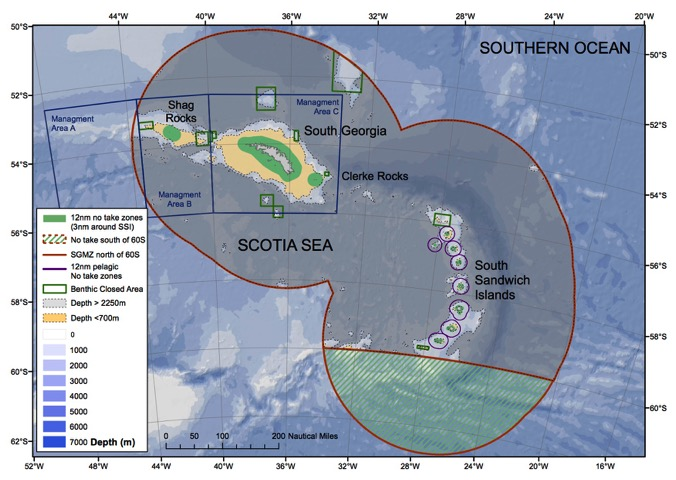 44°W 40°W 36°W 32°W 28°W 24°W 20°W
50°S
50°S
SOUTHERN OCEAN
52°S
52°S
Managment
Area A
Shag
Rocks
Managment
Area C
South Georgia
54°S
54°S
Clerke Rocks
Managment
Area B
56°S
56°S
SCOTIA SEA
South
Sandwich
Islands
58°S
58°S
60°S
60°S
62°S
12nm no take zones
(3nm around SSI)
No take south of 60S
SGMZ north of 60S
12nm pelagic
No take zones
Benthic Closed Area
Depth > 2250m
Depth <700m
0
1000
2000
3000
4000
5000
6000
7000 Depth (m)
0 50 100 200 Nautical Miles
52°W 48°W 44°W 40°W 36°W 32°W 28°W 24°W 20°W 16°W